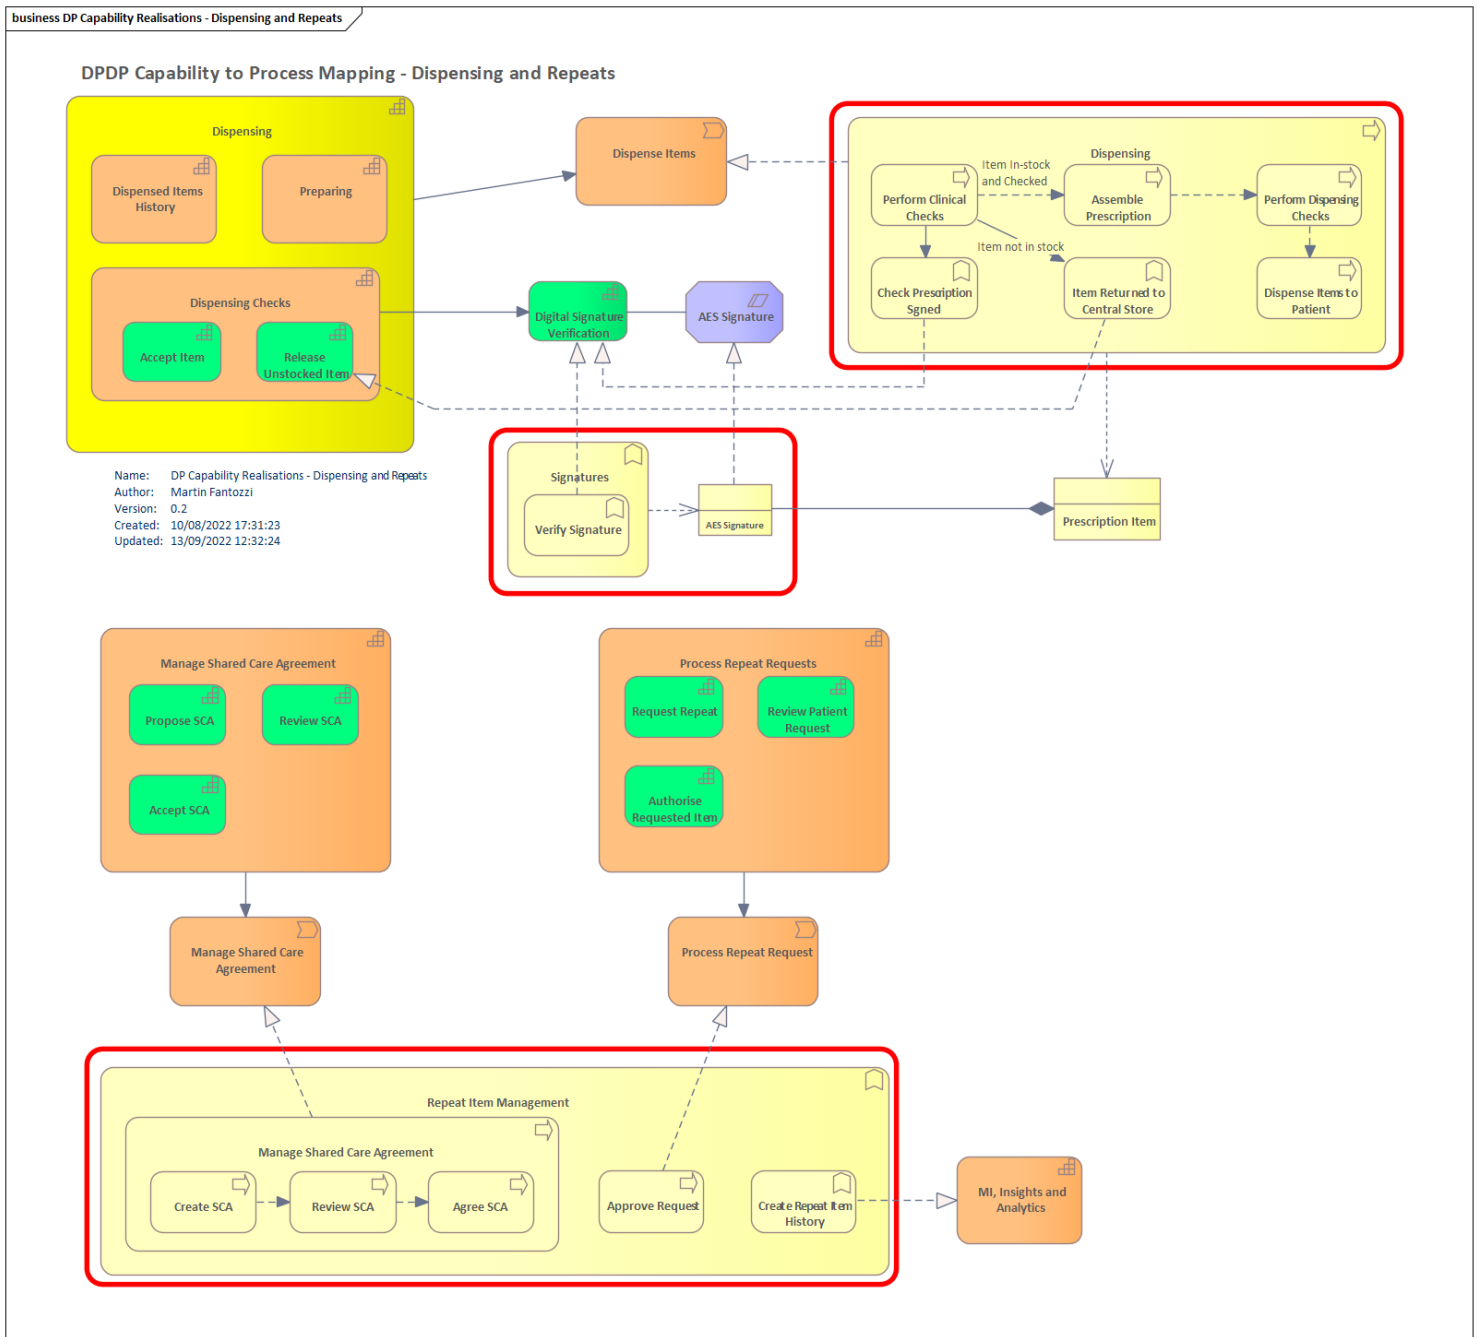 business DP Capability Realisations - Dispensing and Repeats
DPDP Capability to Process Mapping - Dispensing and Repeats
Dispensing
Dispensed Items
History
Preparing
Dispensing Checks
Accept Item
Release
Unstocked Item
Dispense Items
Digital Signature
Verification
AES Signature
Dispensing
Perform Clinical
Checks
Item In-stock
and Checked
Assemble
Prescription
Perform Dispensing
Checks
Item not in stock
Check Prescription
Signed
Item Returned to
Central Store
Dispense Items to
Patient
Signatures
Verify Signature
AES Signature
Prescription Item
Name: DP Capability Realisations - Dispensing and Repeats
Author: Martin Fantozzi
Version: 0.2
Created: 10/08/2022 17:31:23
Updated: 13/09/2022 12:32:24
Manage Shared Care Agreement
Propose SCA
Review SCA
Accept SCA
Process Repeat Requests
Request Repeat
Review Patient
Request
Authorise
Requested Item
Manage Shared Care
Agreement
Process Repeat Request
Repeat Item Management
Manage Shared Care Agreement
Create SCA
Review SCA
Agree SCA
Approve Request
Create Repeat Item
History
MI, Insights and
Analytics